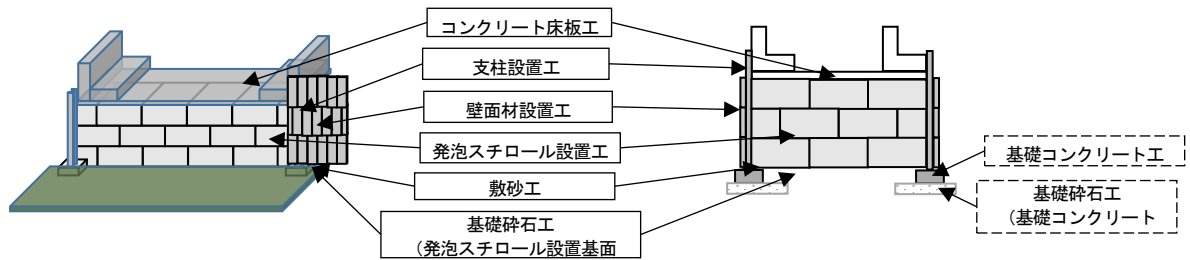 コンクリート床板工
支柱設置工
壁面材設置工
発泡スチロール設置工
敷砂工
基礎砕石工
（発泡スチロール設置基面
基礎コンクリート工
基礎砕石工
（基礎コンクリート